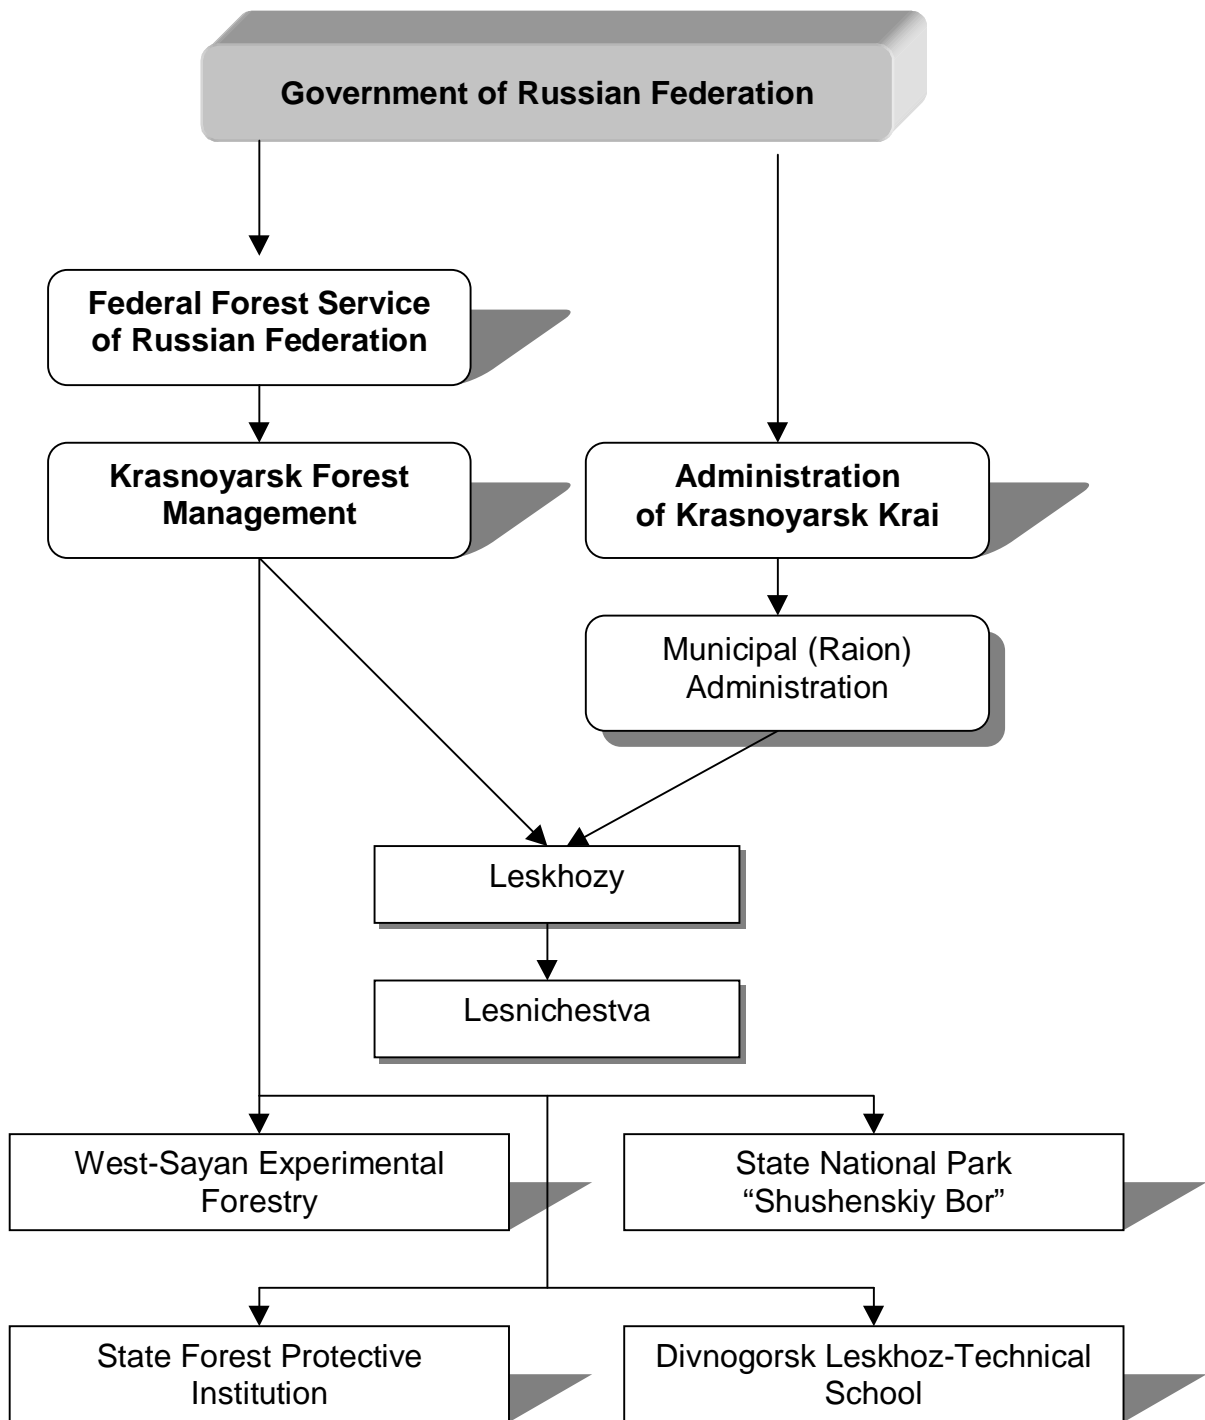 Government of Russian Federation
Federal Forest Service
of Russian Federation
Krasnoyarsk Forest
Management
Administration
of Krasnoyarsk Krai
Municipal (Raion)
Administration
Leskhozy
Lesnichestva
West-Sayan Experimental
Forestry
State National Park
“Shushenskiy Bor”
State Forest Protective
Institution
Divnogorsk Leskhoz-Technical
School